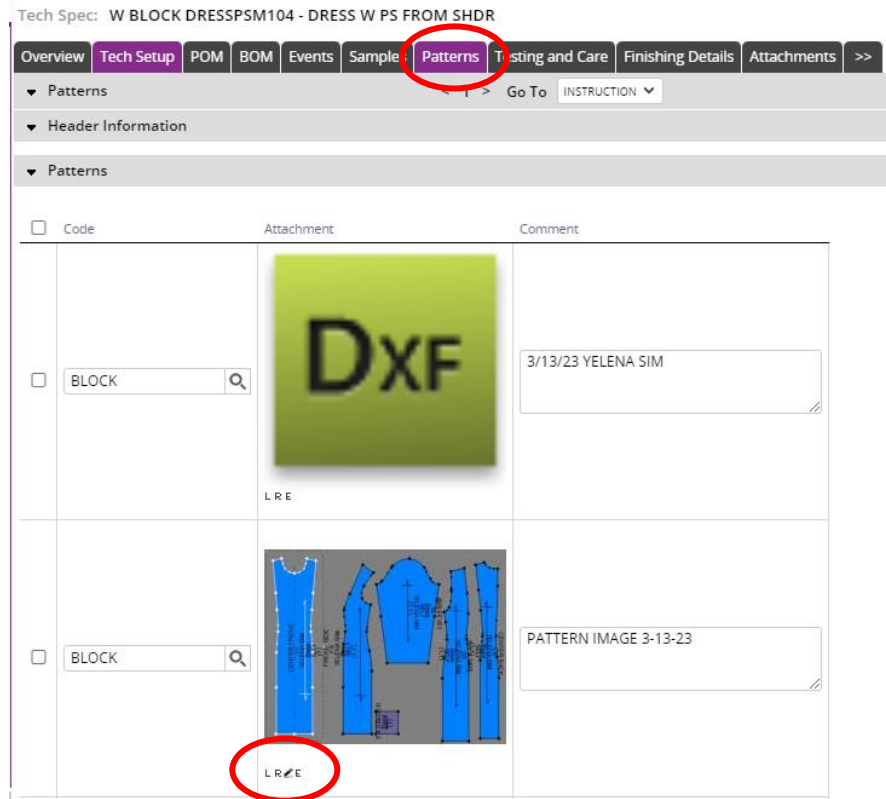 Tech Spec: W BLOCK DRESSPSM104 - DRESS W PS FROM SHDR
Overview Tech Setup POM BOM Events Samples Patterns Testing and Care Finishing Details Attachments >>
Patterns < 1 > Go To INSTRUCTION
Header Information
Patterns
Code Attachment Comment
BLOCK DXF 3/13/23 YELENA SIM
L R E
BLOCK PATTERN IMAGE 3-13-23
L R E